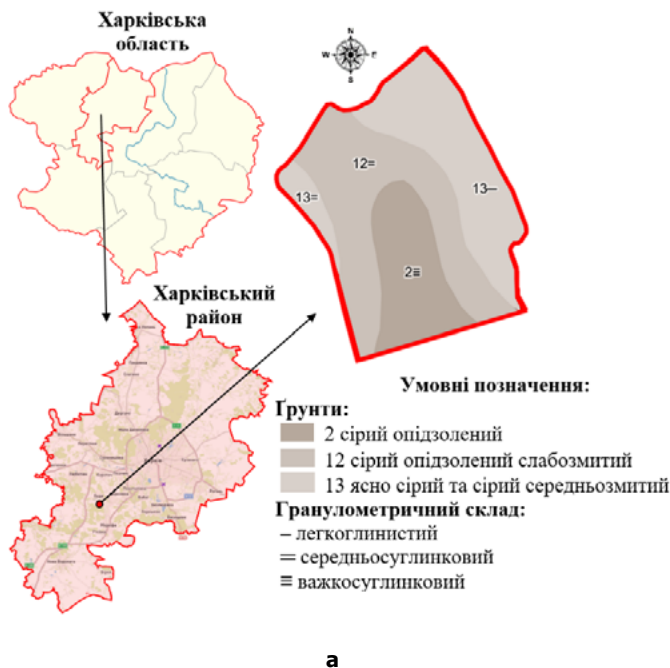 Харківська
область
N
W
E
S
12=
13=
13–
2≡
Харківський
район
Умовні позначення:
Ґрунти:
2 сірий опідзолений
12 сірий опідзолений слабозмитий
13 ясно сірий та сірий середньозмитий
Гранулометричний склад:
– легкоглинистий
= середньосуглинковий
≡ важкосуглинковий
а